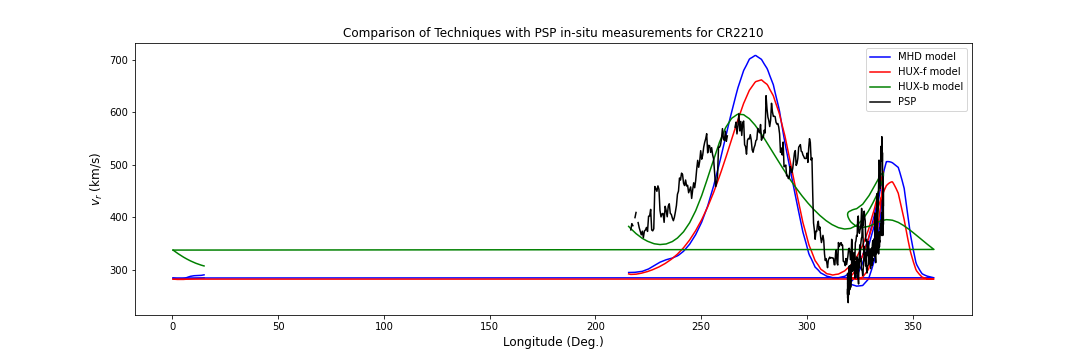 Comparison of Techniques with PSP in-situ measurements for CR2210
700
600
500
400
300
v_r (km/s)
MHD model
HUX-f model
HUX-b model
PSP
0
50
100
150
200
250
300
350
Longitude (Deg.)